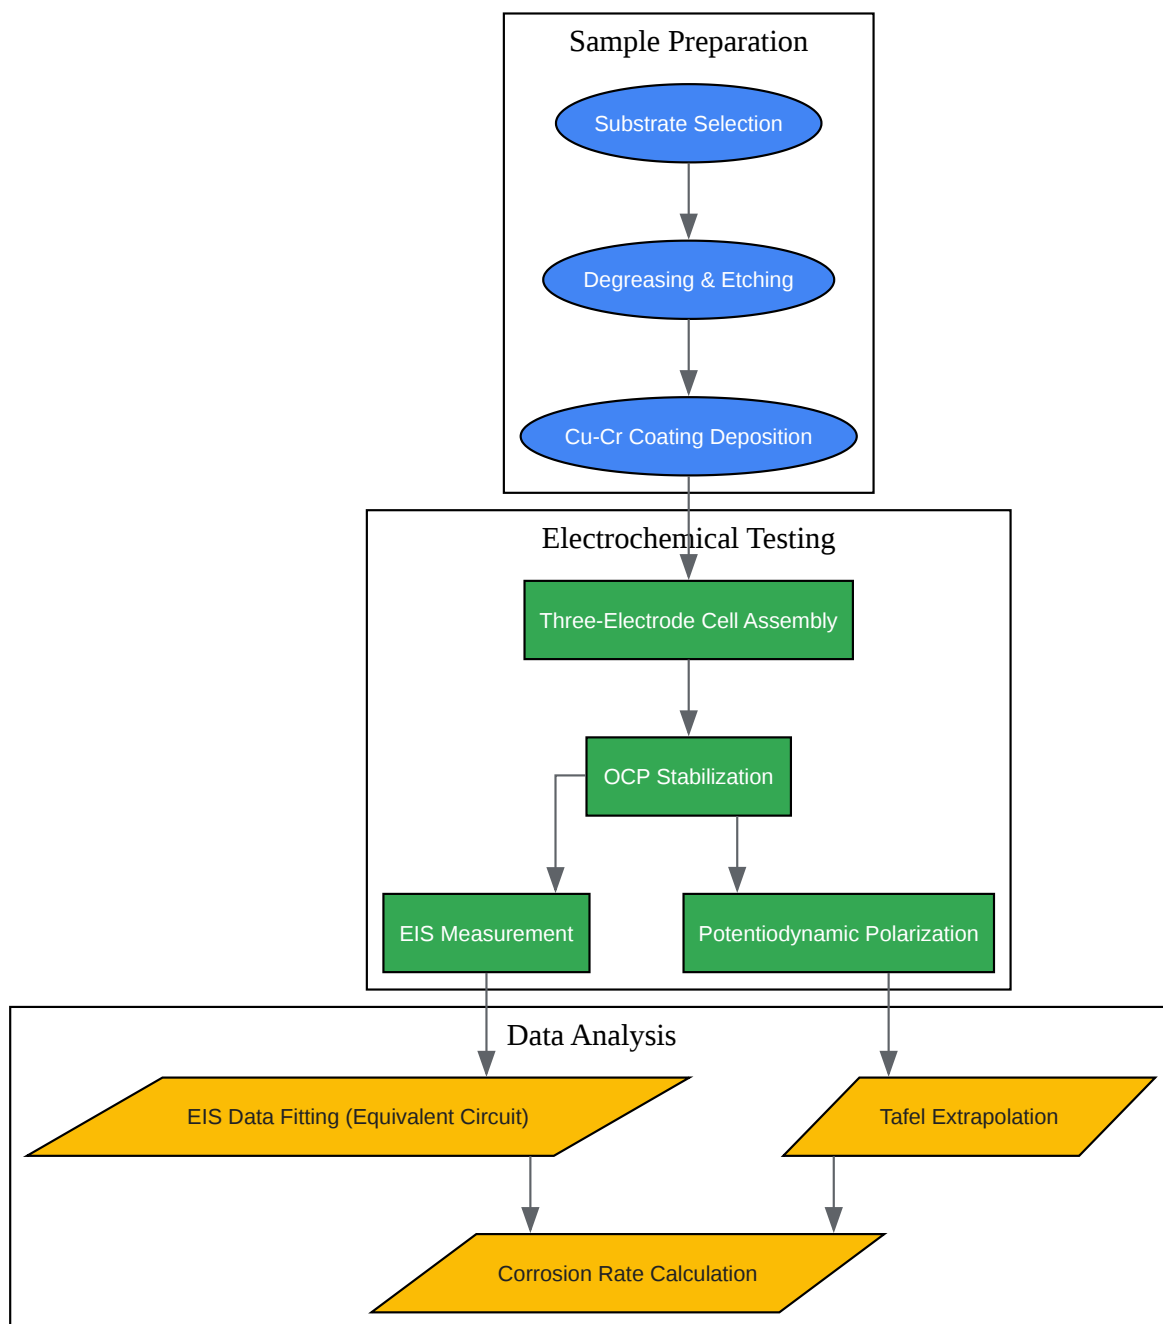 Sample Preparation
Substrate Selection
Degreasing & Etching
Cu-Cr Coating Deposition
Electrochemical Testing
Three-Electrode Cell Assembly
OCP Stabilization
EIS Measurement
Potentiodynamic Polarization
Data Analysis
EIS Data Fitting (Equivalent Circuit)
Tafel Extrapolation
Corrosion Rate Calculation